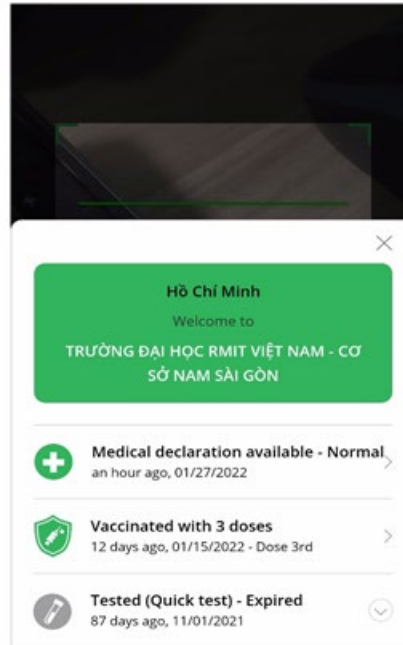 Hồ Chí Minh
Welcome to
TRƯỜNG ĐẠI HỌC RMIT VIỆT NAM - CƠ
SỞ NAM SÀI GÒN
Medical declaration available - Normal
an hour ago, 01/27/2022
Vaccinated with 3 doses
12 days ago, 01/15/2022 - Dose 3rd
Tested (Quick test) - Expired
87 days ago, 11/01/2021